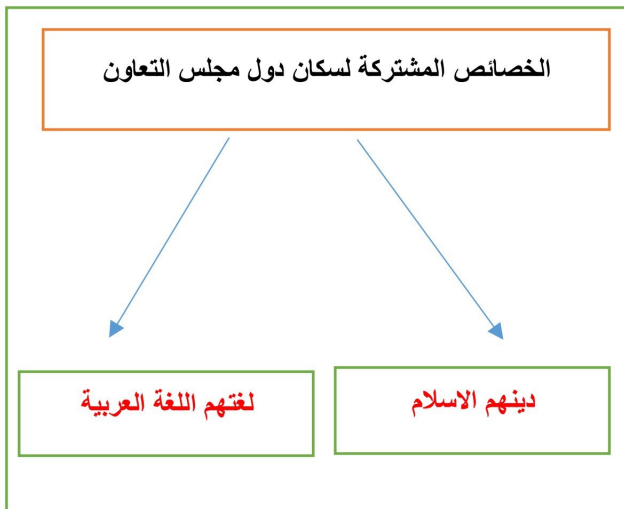 الخصائص المشتركة لسكان دول مجلس التعاون
دينهم الاسلام
لغتهم اللغة العربية